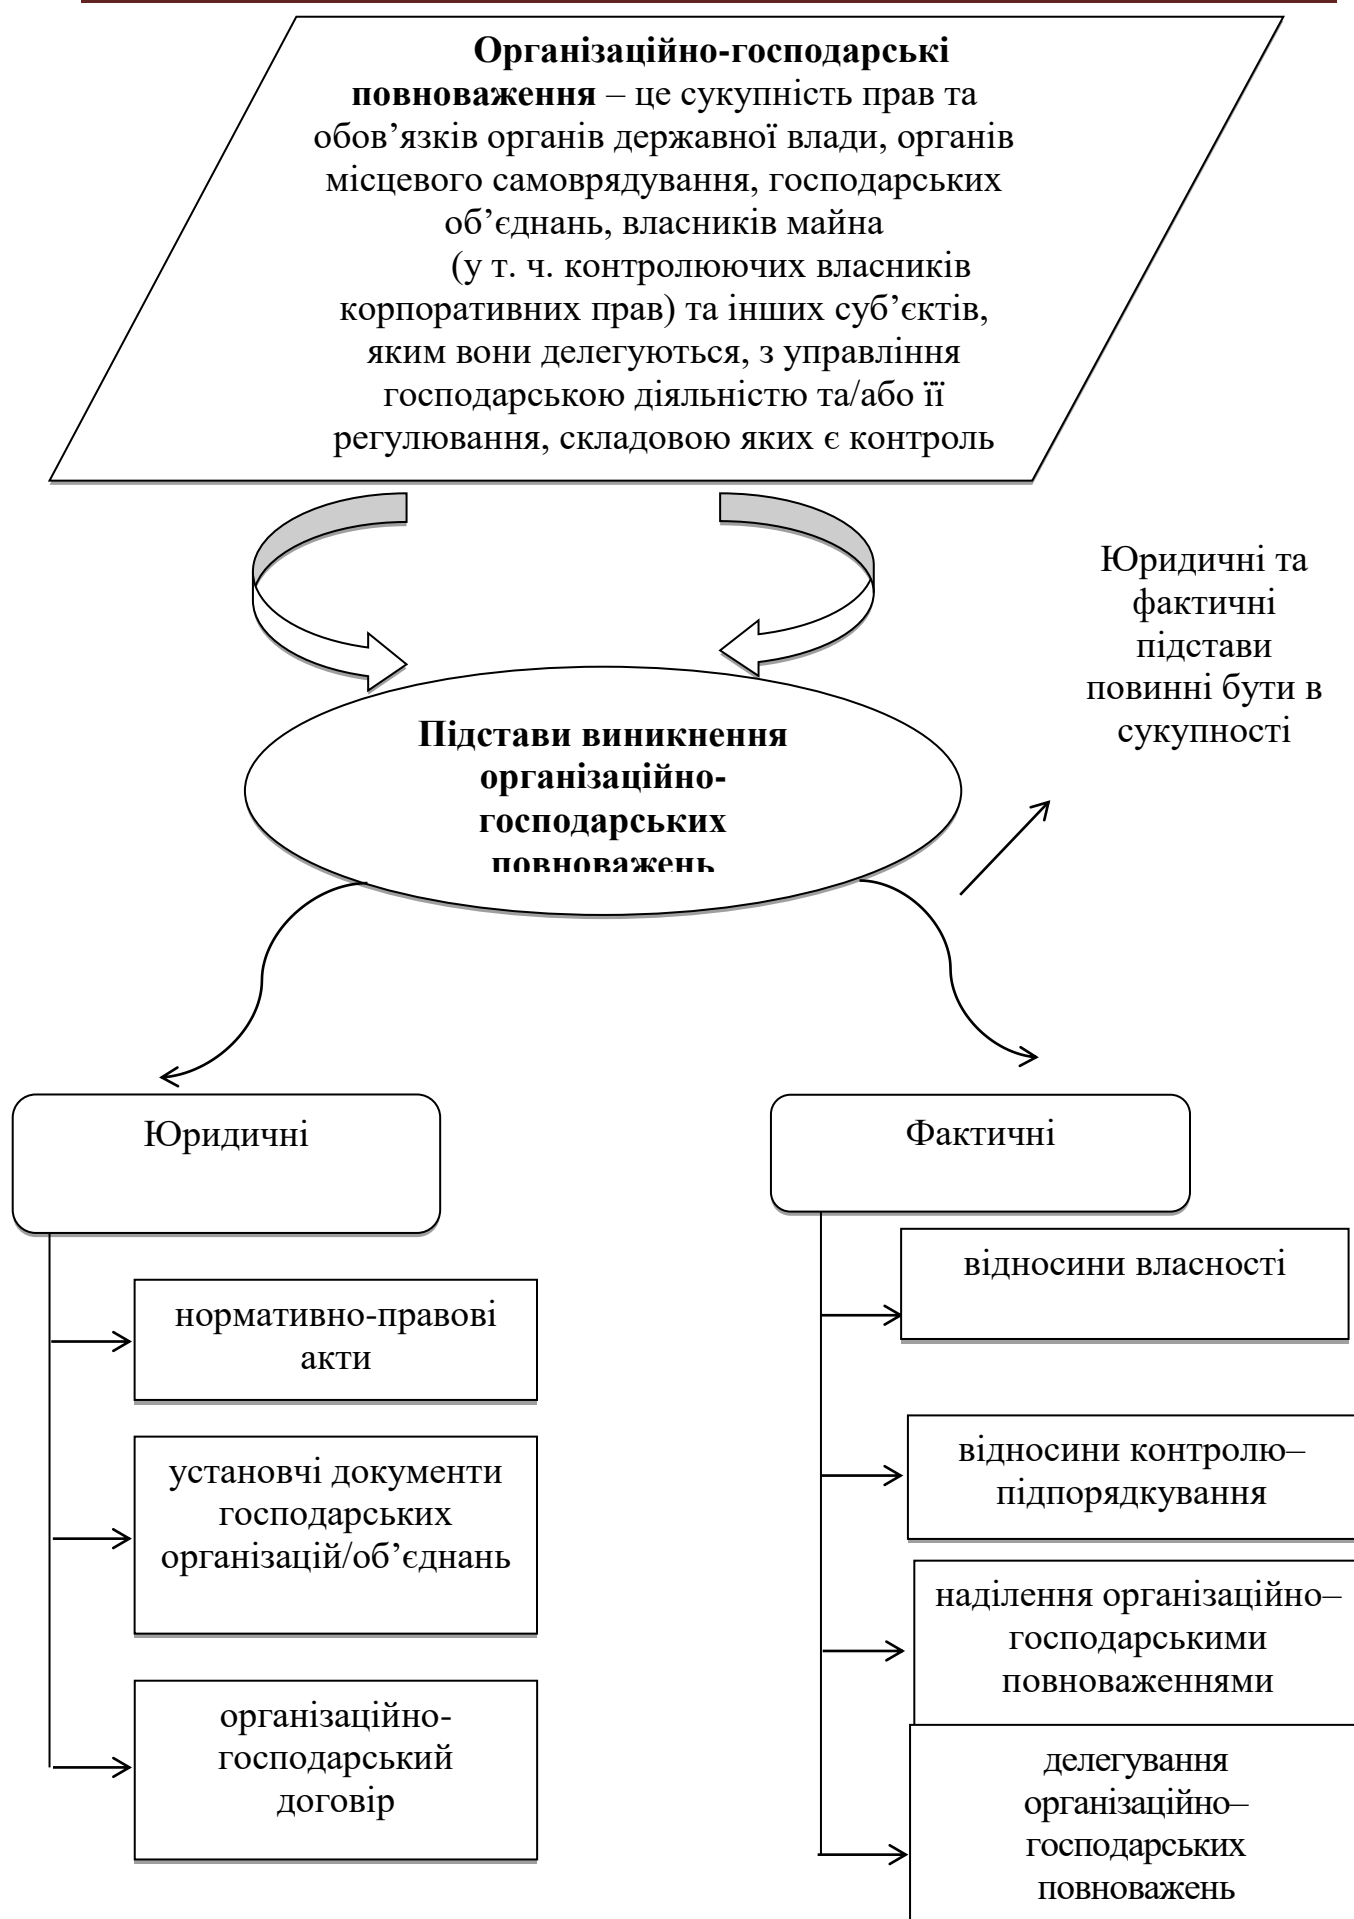 Організаційно-господарські
повноваження – це сукупність прав та
обов’язків органів державної влади, органів
місцевого самоврядування, господарських
об’єднань, власників майна
(у т. ч. контролюючих власників
корпоративних прав) та інших суб’єктів,
яким вони делегуються, з управління
господарською діяльністю та/або її
регулювання, складовою яких є контроль
Юридичні та
фактичні
підстави
повинні бути в
сукупності
Підстави виникнення
організаційно-
господарських
повноважень
Юридичні
нормативно-правові
акти
установчі документи
господарських
організацій/об’єднань
організаційно-
господарський
договір
Фактичні
відносини власності
відносини контролю–
підпорядкування
наділення організаційно–
господарськими
повноваженнями
делегування
організаційно–
господарських
повноважень